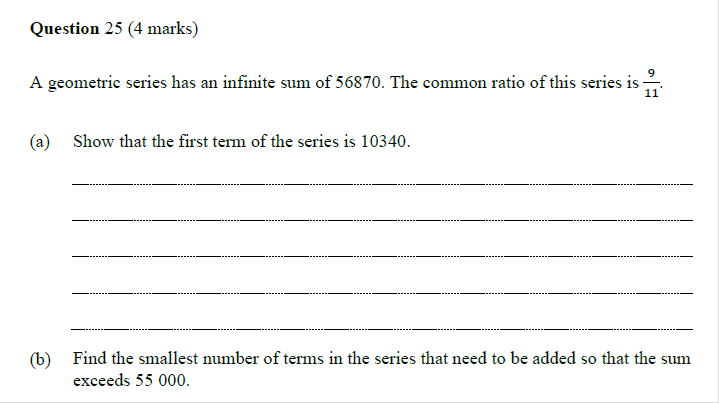 Question 25 (4 marks)
A geometric series has an infinite sum of 56870. The common ratio of this series is 9/11.
(a) Show that the first term of the series is 10340.
(b) Find the smallest number of terms in the series that need to be added so that the sum
exceeds 55 000.